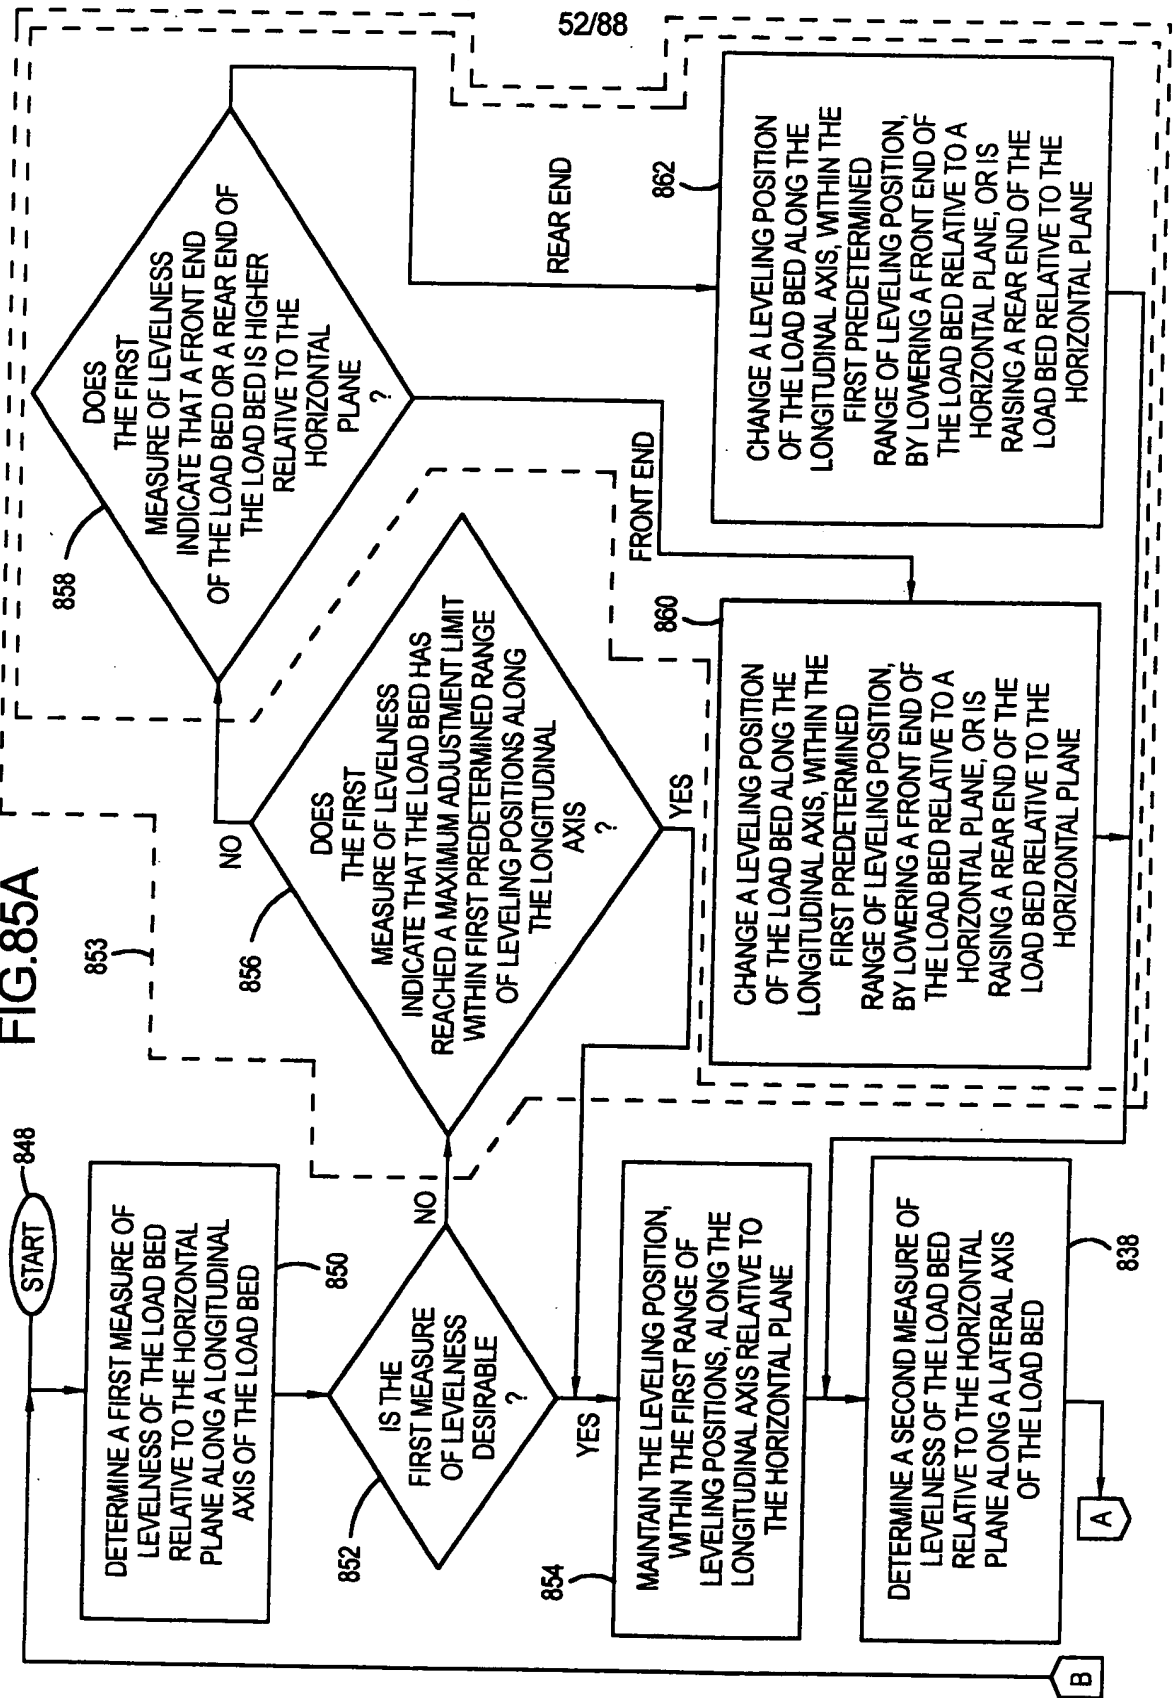 52/88
FIG.85A
START
848
DETERMINE A FIRST MEASURE OF
LEVELNESS OF THE LOAD BED
RELATIVE TO THE HORIZONTAL
PLANE ALONG A LONGITUDINAL
AXIS OF THE LOAD BED
850
IS THE
FIRST MEASURE
OF LEVELNESS
DESIRABLE
?
852
NO
YES
853
MAINTAIN THE LEVELING POSITION,
WITHIN THE FIRST RANGE OF
LEVELING POSITIONS, ALONG THE
LONGITUDINAL AXIS RELATIVE TO
THE HORIZONTAL PLANE
854
DETERMINE A SECOND MEASURE OF
LEVELNESS OF THE LOAD BED
RELATIVE TO THE HORIZONTAL
PLANE ALONG A LATERAL AXIS
OF THE LOAD BED
838
A
B
DOES
THE FIRST
MEASURE OF LEVELNESS
INDICATE THAT THE LOAD BED HAS
REACHED A MAXIMUM ADJUSTMENT LIMIT
WITHIN FIRST PREDETERMINED RANGE
OF LEVELING POSITIONS ALONG
THE LONGITUDINAL
AXIS
?
856
NO
YES
DOES
THE FIRST
MEASURE OF LEVELNESS
INDICATE THAT A FRONT END
OF THE LOAD BED OR A REAR END OF
THE LOAD BED IS HIGHER
RELATIVE TO THE
HORIZONTAL
PLANE
?
858
FRONT END
REAR END
CHANGE A LEVELING POSITION
OF THE LOAD BED ALONG THE
LONGITUDINAL AXIS, WITHIN THE
FIRST PREDETERMINED
RANGE OF LEVELING POSITION,
BY LOWERING A FRONT END OF
THE LOAD BED RELATIVE TO A
HORIZONTAL PLANE, OR IS
RAISING A REAR END OF THE
LOAD BED RELATIVE TO THE
HORIZONTAL PLANE
860
CHANGE A LEVELING POSITION
OF THE LOAD BED ALONG THE
LONGITUDINAL AXIS, WITHIN THE
FIRST PREDETERMINED
RANGE OF LEVELING POSITION,
BY LOWERING A FRONT END OF
THE LOAD BED RELATIVE TO A
HORIZONTAL PLANE, OR IS
RAISING A REAR END OF THE
LOAD BED RELATIVE TO THE
HORIZONTAL PLANE
862